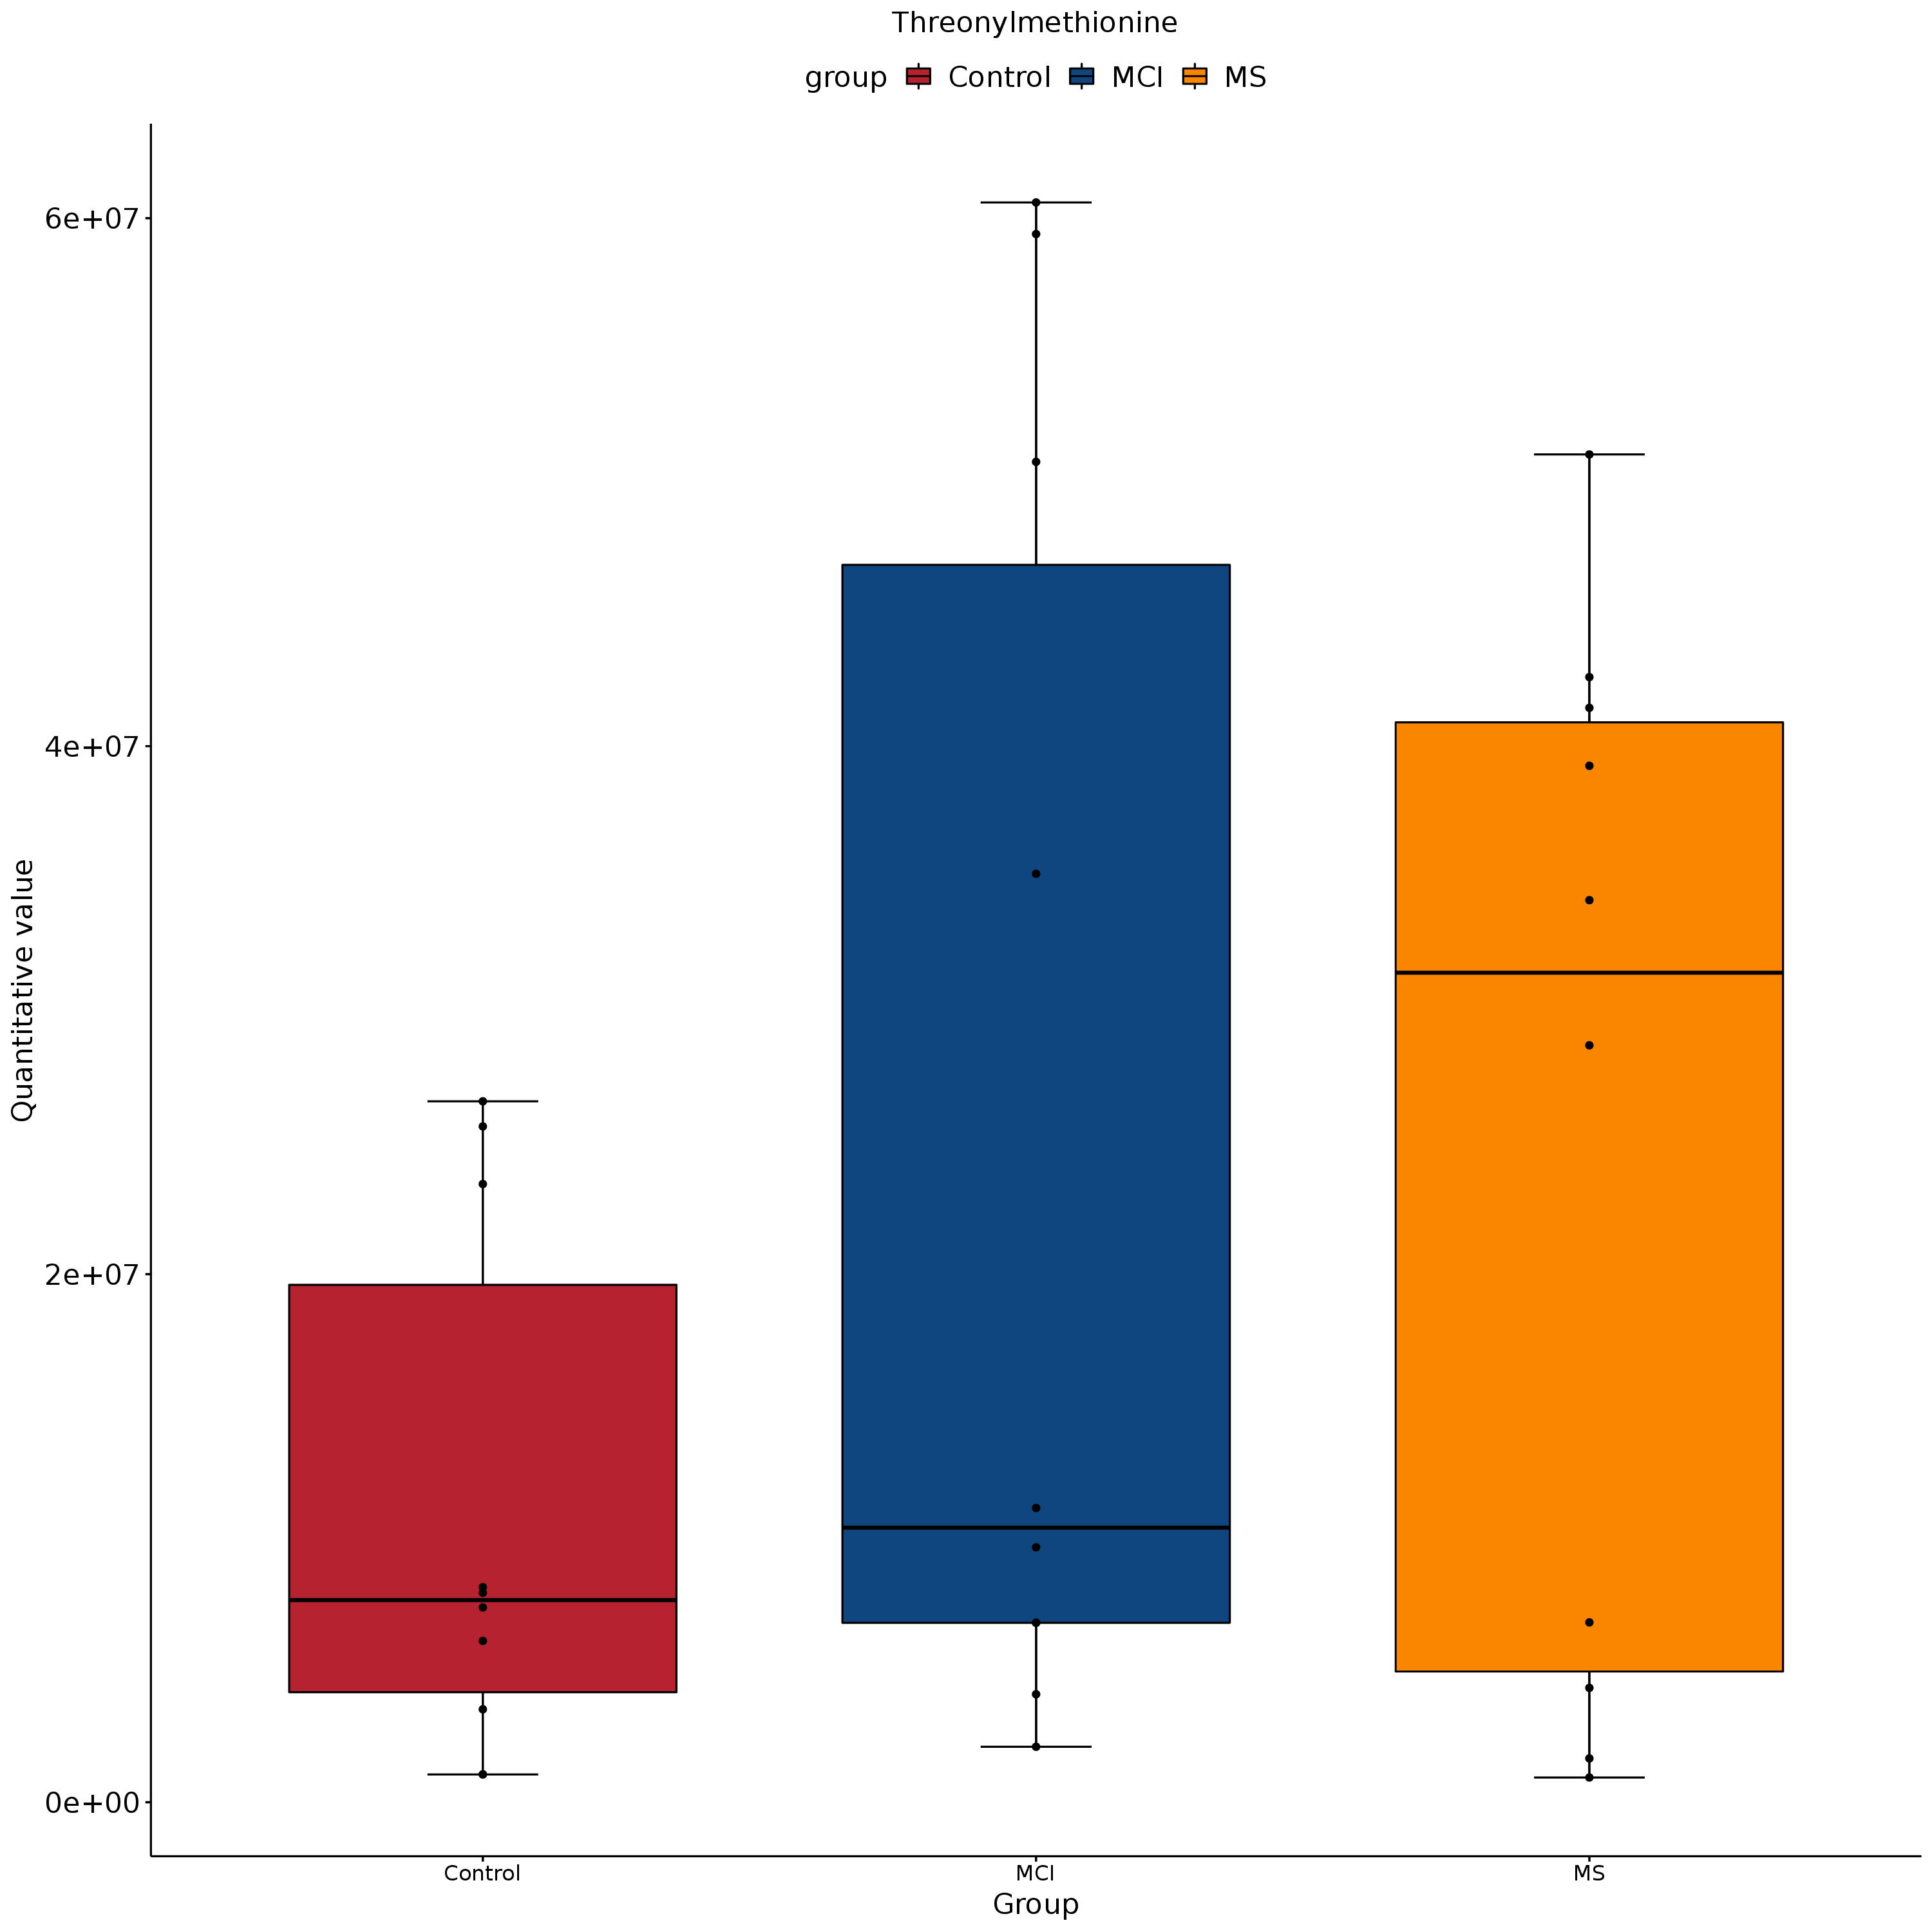 Threonylmethionine
group Control MCI MS
6e+07
4e+07
2e+07
0e+00
Quantitative value
Control MCI MS
Group